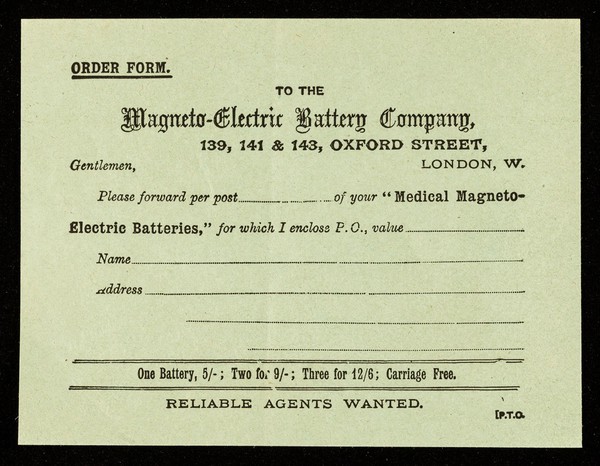 ORDER FORM.
TO THE
Magneto-Electric Battery Company,
139, 141 & 143, OXFORD STREET,
Gentlemen, LONDON, W.
Please forward per post of your "Medical Magneto-
Electric Batteries," for which I enclose P.O., value
Name
Address
One Battery, 5/-; Two for 9/-; Three for 12/6; Carriage Free.
RELIABLE AGENTS WANTED.
[P.T.O.